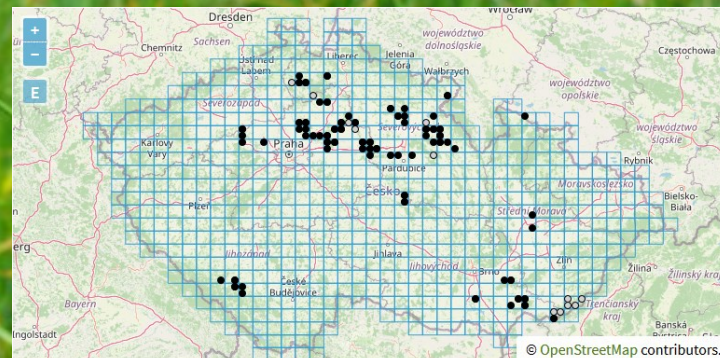 Dresden
Wrocław
+
−
E
Chemnitz
Sachsen
Ústí nad
Labem
Liberec
Jelenia
Góra
województwo
dolnośląskie
Wałbrzych
Częstochowa
województwo
opolskie
Severozápad
województwo
śląskie
Karlovy
Vary
Praha
Pardubice
Rybnik
Moravskoslezsko
Bielsko-
Biała
Plzeň
Česko
Střední Morava
Jihozápad
Jihlava
Jihovýchod
Brno
Zlín
Žilina
Žilinský kraj
České
Budějovice
Bayern
Trenčiansky
kraj
Banská
Ingolstadt
© OpenStreetMap contributors.